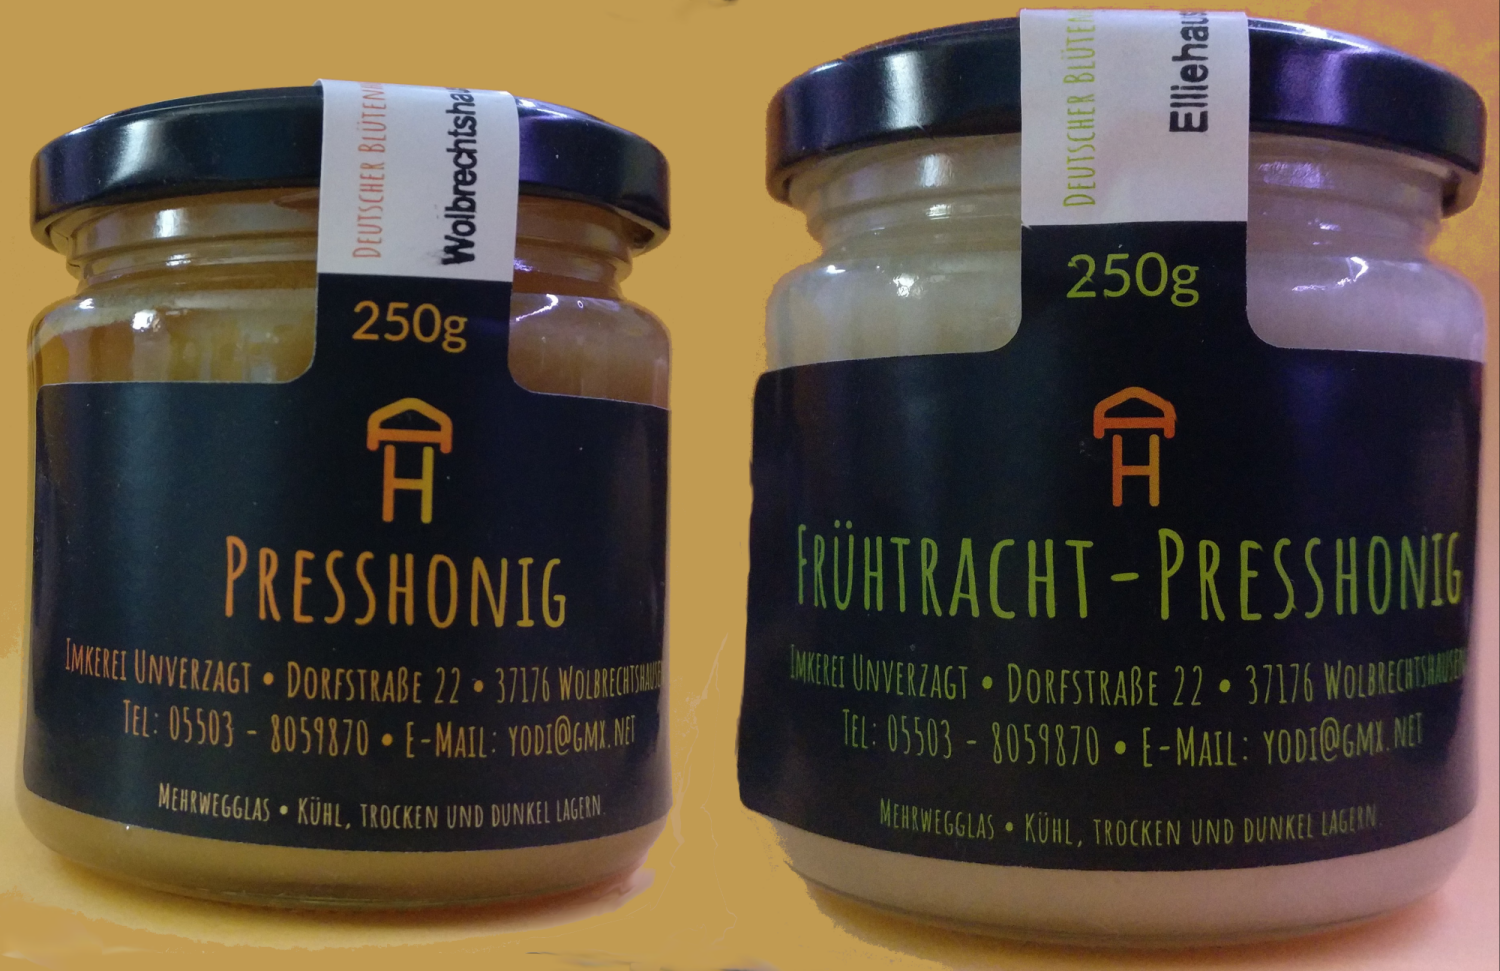 DEUTSCHER BLÜTEN
Wolbrechtshau
250g
H
PRESSHONIG
IMKEREI UNVERZAGT • DORFSTRAßE 22 • 37176 WOLBRECHTSHAUSEN
TEL: 05503 - 8059870 • E-MAIL: YODI@GMX.NET
MEHRWEGGLAS • KÜHL, TROCKEN UND DUNKEL LAGERN.
DEUTSCHER BLÜTEN
Elliehaus
250g
H
FRÜHTRACHT-PRESSHONIG
IMKEREI UNVERZAGT • DORFSTRAßE 22 • 37176 WOLBRECHTSHAUSEN
TEL: 05503 - 8059870 • E-MAIL: YODI@GMX.NET
MEHRWEGGLAS • KÜHL, TROCKEN UND DUNKEL LAGERN.